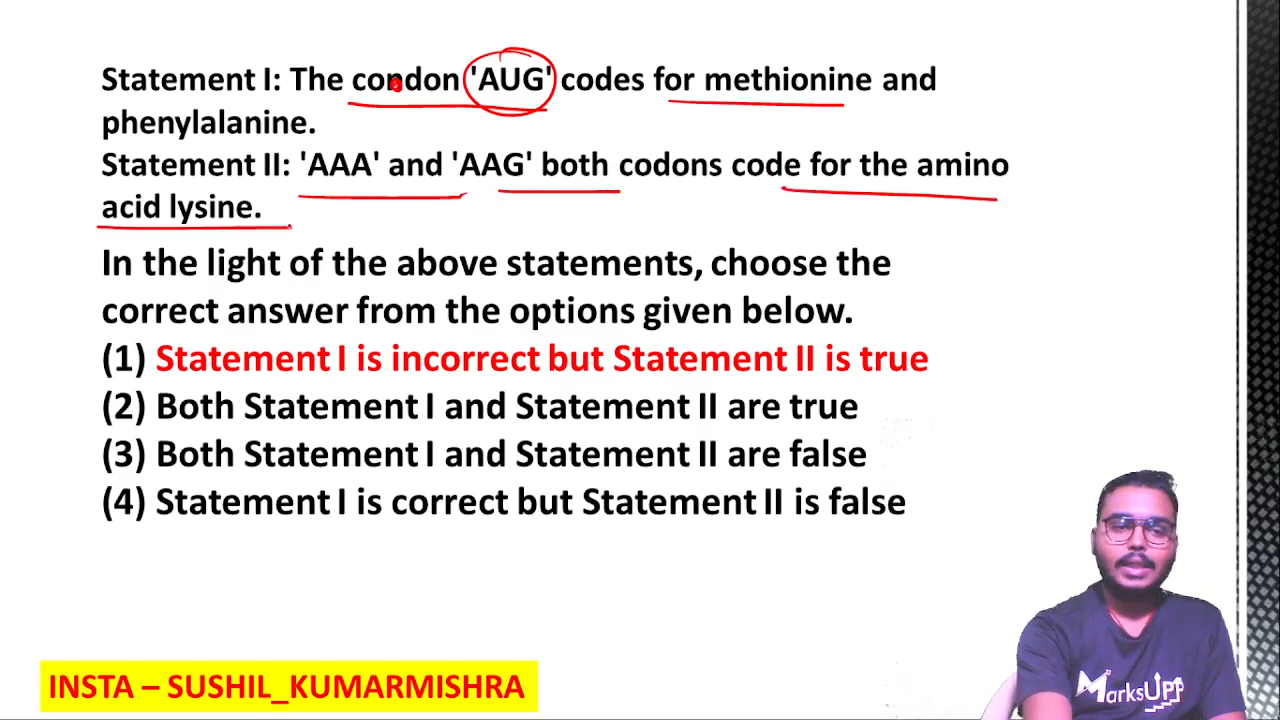 Statement I: The condon 'AUG' codes for methionine and
phenylalanine.
Statement II: 'AAA' and 'AAG' both codons code for the amino
acid lysine.
In the light of the above statements, choose the
correct answer from the options given below.
(1) Statement I is incorrect but Statement II is true
(2) Both Statement I and Statement II are true
(3) Both Statement I and Statement II are false
(4) Statement I is correct but Statement II is false
MarksUPP
INSTA – SUSHIL_KUMARMISHRA